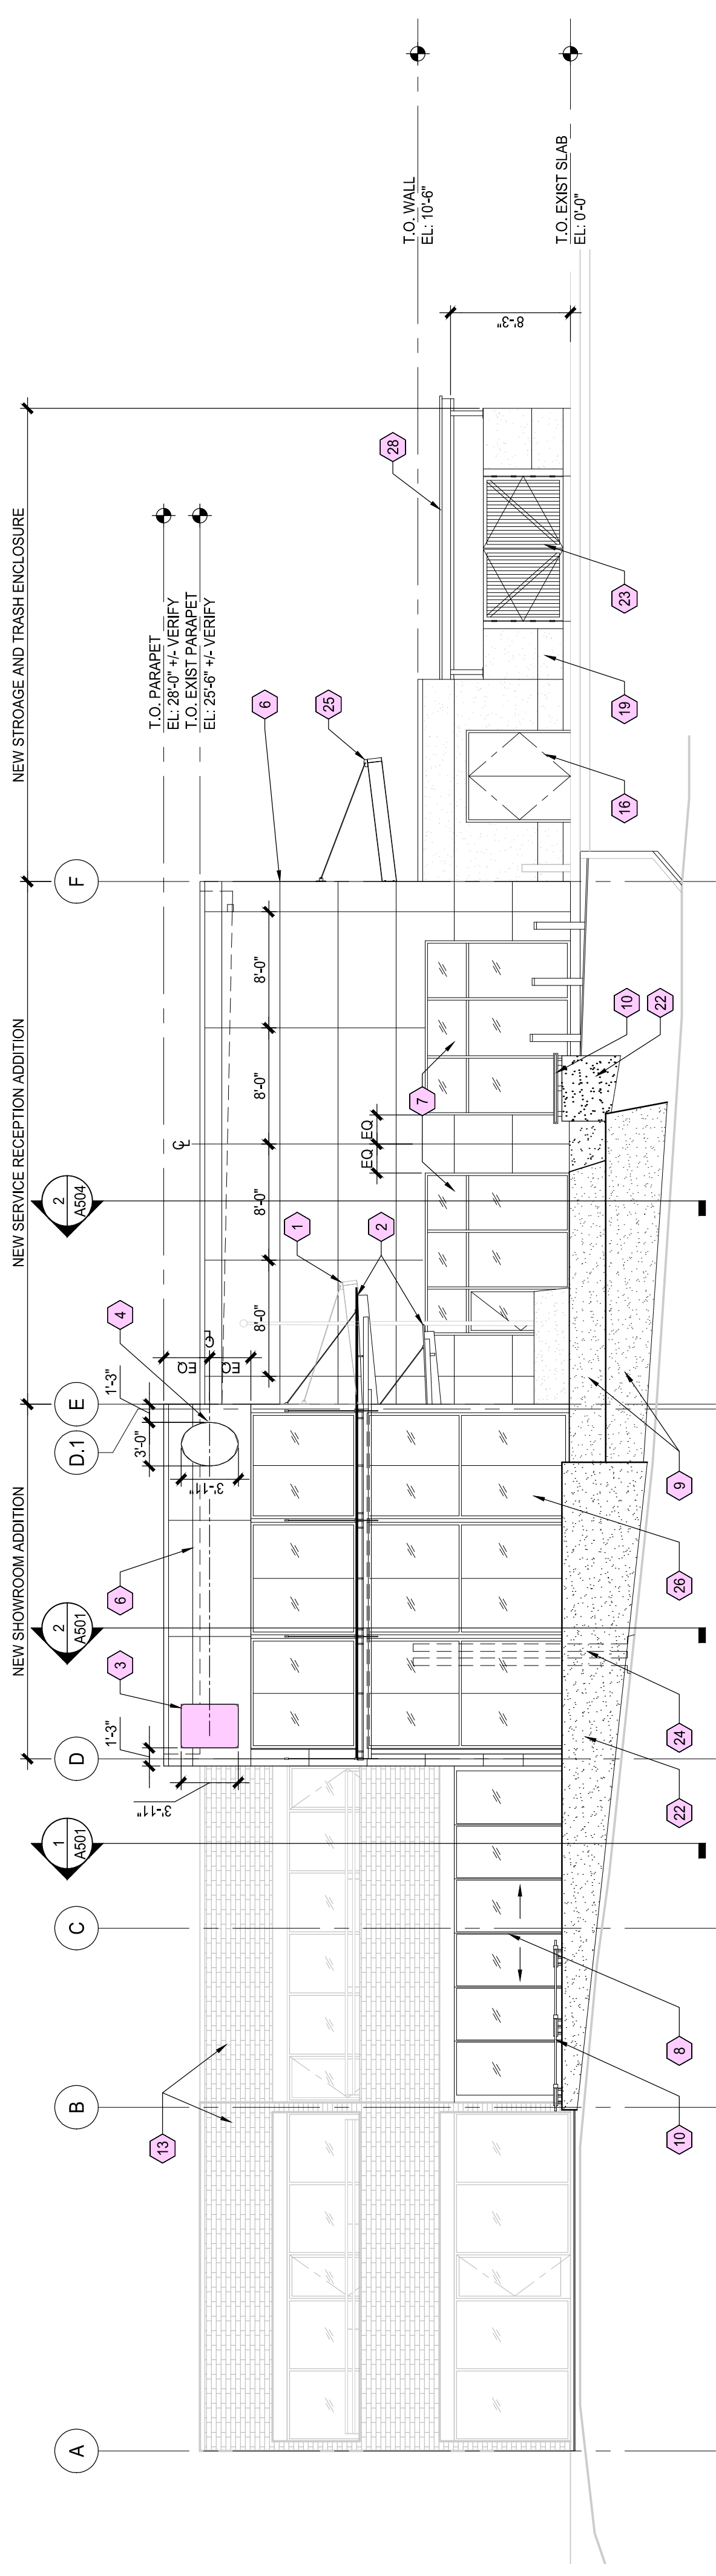 NEW SHOWROOM ADDITION
NEW SERVICE RECEPTION ADDITION
NEW STROAGE AND TRASH ENCLOSURE
A
B
C
1
A501
D
2
A501
D.1
E
2
A504
F
13
3
6
4
1'-3"
3'-11"
1'-3"
3'-0"
3'-11"
EQ
EQ
CL
CL
T.O. PARAPET
EL: 28'-0" +/- VERIFY
T.O. EXIST PARAPET
EL: 25'-6" +/- VERIFY
8'-0"
8'-0"
8'-0"
8'-0"
1
2
6
25
28
EQ
EQ
7
T.O. WALL
EL: 10'-6"
8'-3"
T.O. EXIST SLAB
EL: 0'-0"
10
8
22
24
26
9
10
22
16
19
23